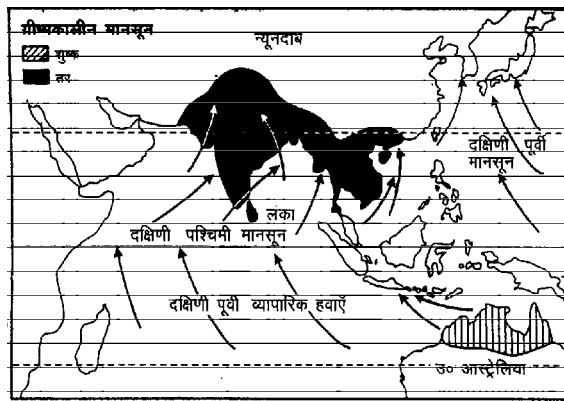 ग्रीष्मकालीन मानसून
शुष्क
तर
न्यूनदाब
दक्षिणी पूर्वी
मानसून
लंका
दक्षिणी पश्चिमी मानसून
दक्षिणी पूर्वी व्यापारिक हवाएँ
उ० आस्ट्रेलिया